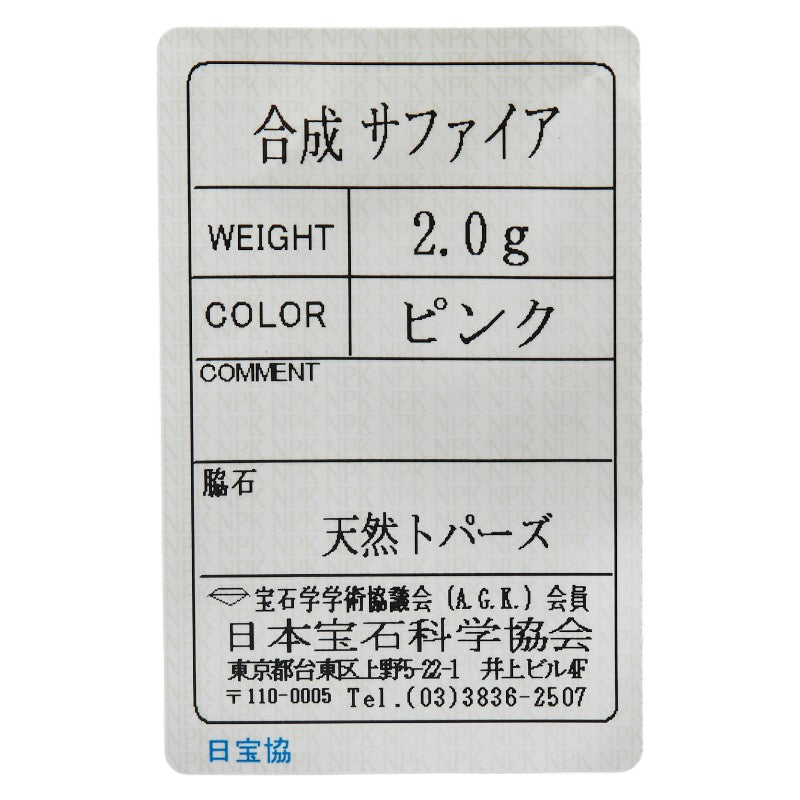 合成 サファイア
WEIGHT 2.0g
COLOR ピンク
COMMENT
脇石
天然トパーズ
宝石学学術協議会(A.G.K.)会員
日本宝石科学協会
東京都台東区上野5-22-1 井上ビル4F
〒110-0005 Tel.(03)3836-2507
日宝協